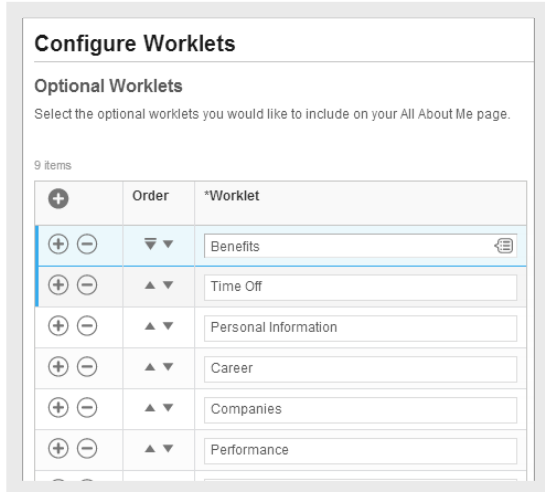 Configure Worklets
Optional Worklets
Select the optional worklets you would like to include on your All About Me page.
9 items
Order *Worklet
Benefits
Time Off
Personal Information
Career
Companies
Performance